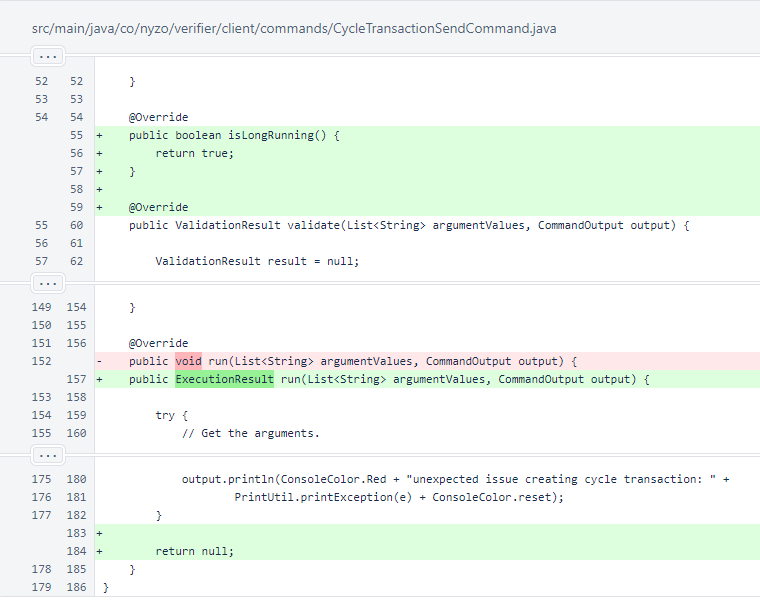 src/main/java/co/nyzo/verifier/client/commands/CycleTransactionSendCommand.java
...
52 52 }
53 53
54 54 @Override
55 + public boolean isLongRunning() {
56 + return true;
57 + }
58 +
59 + @Override
55 60 public ValidationResult validate(List<String> argumentValues, CommandOutput output) {
56 61
57 62 ValidationResult result = null;
...
149 154 }
150 155
151 156 @Override
152 - public void run(List<String> argumentValues, CommandOutput output) {
157 + public ExecutionResult run(List<String> argumentValues, CommandOutput output) {
153 158
154 159 try {
155 160 // Get the arguments.
...
175 180 output.println(ConsoleColor.Red + "unexpected issue creating cycle transaction: " +
176 181 PrintUtil.printException(e) + ConsoleColor.reset);
177 182 }
183 +
184 + return null;
178 185 }
179 186 }